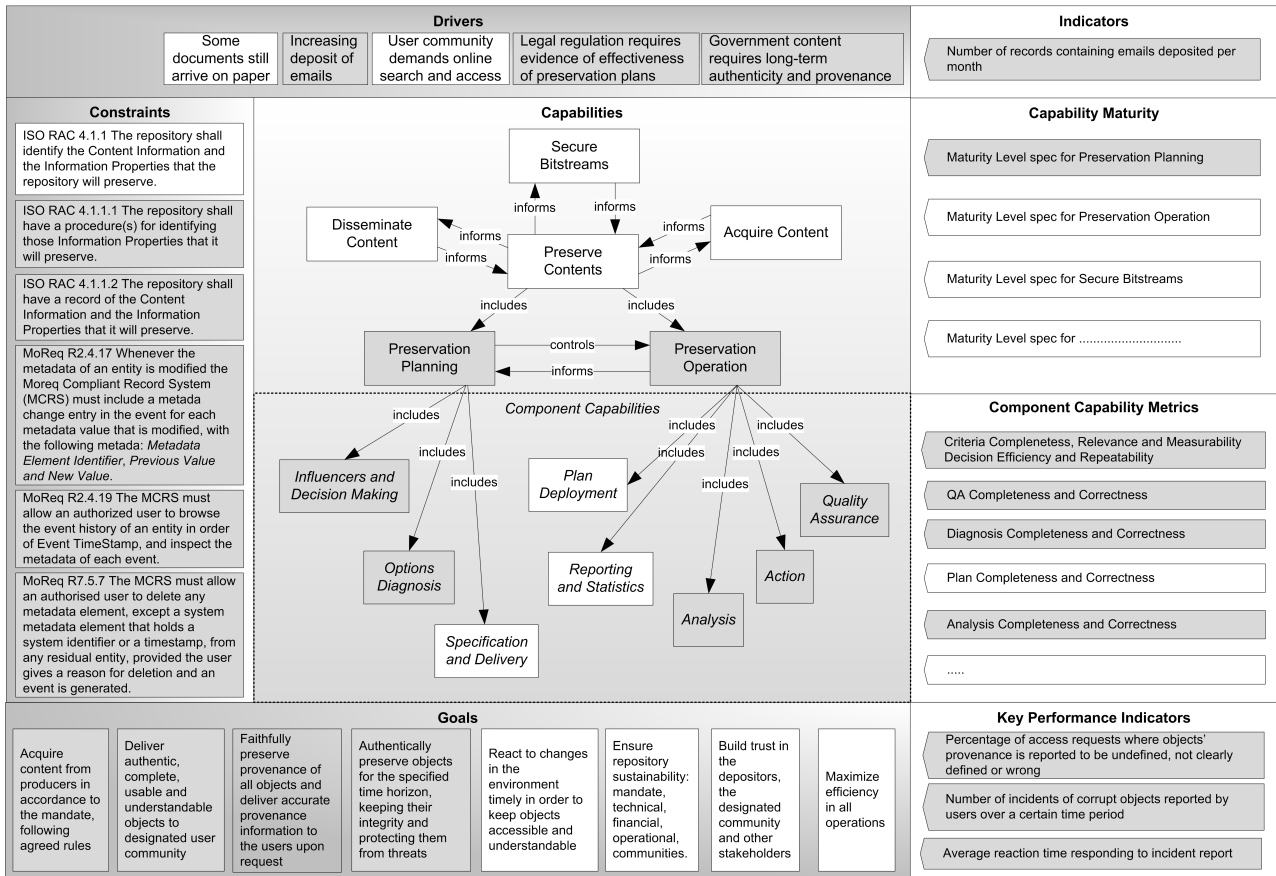 Drivers
Some
documents still
arrive on paper
Increasing
deposit of
emails
User community
demands online
search and access
Legal regulation requires
evidence of effectiveness
of preservation plans
Government content
requires long-term
authenticity and provenance
Indicators
Number of records containing emails deposited per
month
Constraints
ISO RAC 4.1.1 The repository shall
identify the Content Information and
the Information Properties that the
repository will preserve.
ISO RAC 4.1.1.1 The repository shall
have a procedure(s) for identifying
those Information Properties that it
will preserve.
ISO RAC 4.1.1.2 The repository shall
have a record of the Content
Information and the Information
Properties that it will preserve.
MoReq R2.4.17 Whenever the
metadata of an entity is modified the
Moreq Compliant Record System
(MCRS) must include a metada
change entry in the event for each
metadata value that is modified, with
the following metada: Metadata
Element Identifier, Previous Value
and New Value.
MoReq R2.4.19 The MCRS must
allow an authorized user to browse
the event history of an entity in order
of Event TimeStamp, and inspect the
metadata of each event.
MoReq R7.5.7 The MCRS must allow
an authorised user to delete any
metadata element, except a system
metadata element that holds a
system identifier or a timestamp, from
any residual entity, provided the user
gives a reason for deletion and an
event is generated.
Capabilities
Secure
Bitstreams
informs
informs
Disseminate
Content
informs
informs
Preserve
Contents
informs
informs
Acquire Content
includes
includes
Preservation
Planning
controls
informs
Preservation
Operation
Component Capabilities
includes
includes
includes
includes
includes
includes
includes
includes
Influencers and
Decision Making
Options
Diagnosis
Specification
and Delivery
Plan
Deployment
Reporting
and Statistics
Analysis
Action
Quality
Assurance
Capability Maturity
Maturity Level spec for Preservation Planning
Maturity Level spec for Preservation Operation
Maturity Level spec for Secure Bitstreams
Maturity Level spec for .............................
Component Capability Metrics
Criteria Complenetess, Relevance and Measurability
Decision Efficiency and Repeatability
QA Completeness and Correctness
Diagnosis Completeness and Correctness
Plan Completeness and Correctness
Analysis Completeness and Correctness
.....
Goals
Acquire
content from
producers in
accordance to
the mandate,
following
agreed rules
Deliver
authentic,
complete,
usable and
understandable
objects to
designated user
community
Faithfully
preserve
provenance of
all objects and
deliver accurate
provenance
information to
the users upon
request
Authentically
preserve objects
for the specified
time horizon,
keeping their
integrity and
protecting them
from threats
React to changes
in the
environment
timely in order to
keep objects
accessible and
understandable
Ensure
repository
sustainability:
mandate,
technical,
financial,
operational,
communities.
Build trust in
the
depositors,
the
designated
community
and other
stakeholders
Maximize
efficiency
in all
operations
Key Performance Indicators
Percentage of access requests where objects'
provenance is reported to be undefined, not clearly
defined or wrong
Number of incidents of corrupt objects reported by
users over a certain time period
Average reaction time responding to incident report